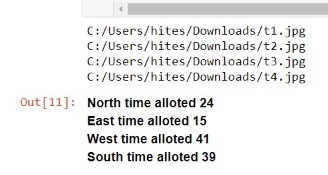 C:/Users/hites/Downloads/t1.jpg
C:/Users/hites/Downloads/t2.jpg
C:/Users/hites/Downloads/t3.jpg
C:/Users/hites/Downloads/t4.jpg
Out[11]: North time alloted 24
East time alloted 15
West time alloted 41
South time alloted 39